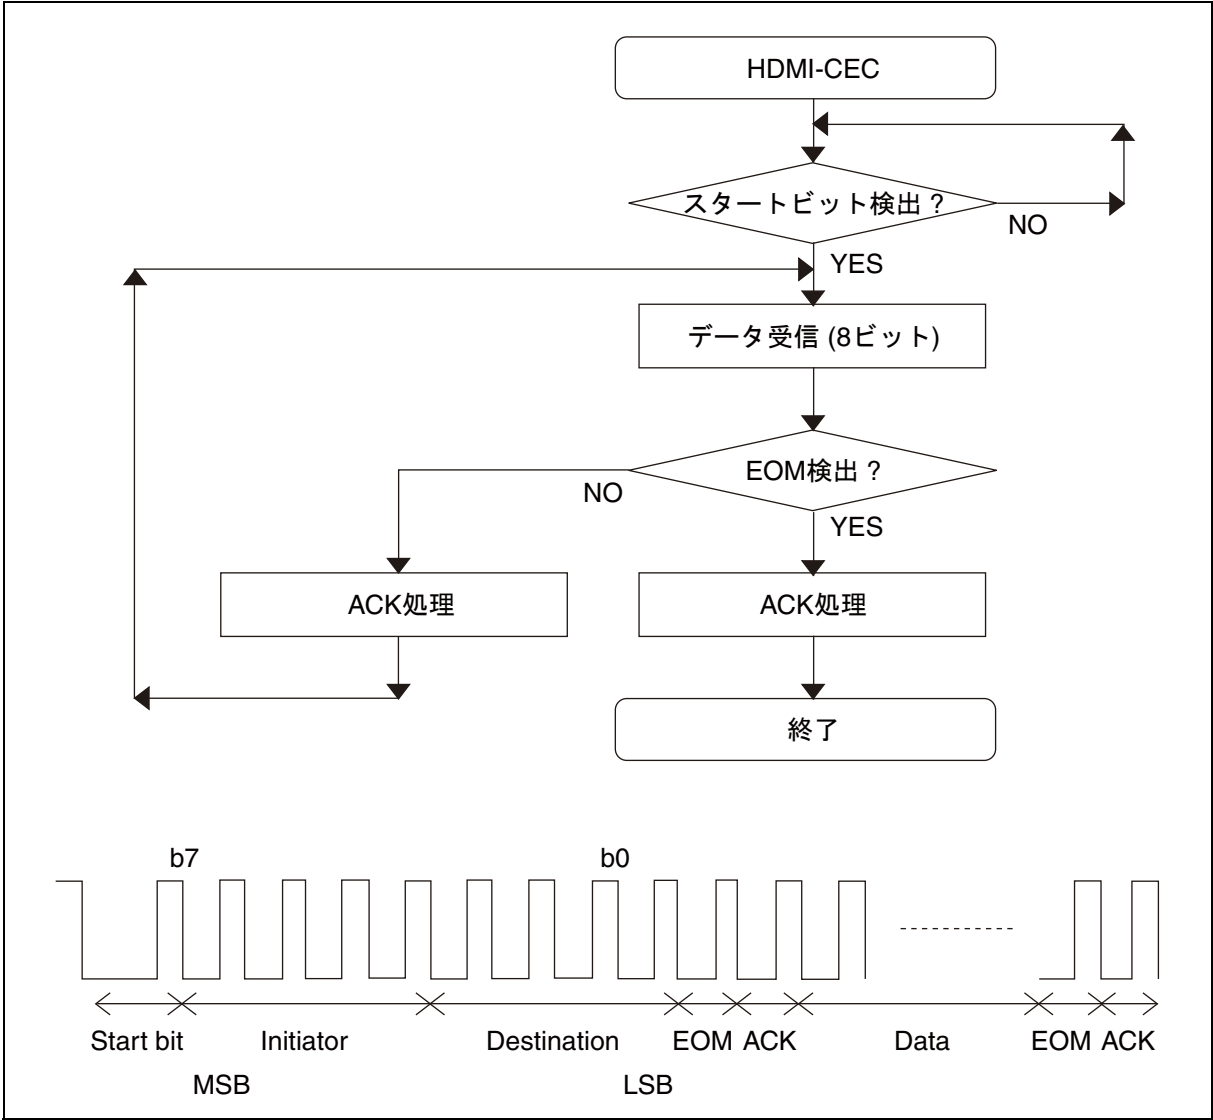 HDMI-CEC
スタートビット検出？
NO
YES
データ受信 (8ビット)
EOM検出？
NO
YES
ACK処理
ACK処理
終了
b7
b0
Start bit
Initiator
Destination
EOM
ACK
Data
EOM
ACK
MSB
LSB